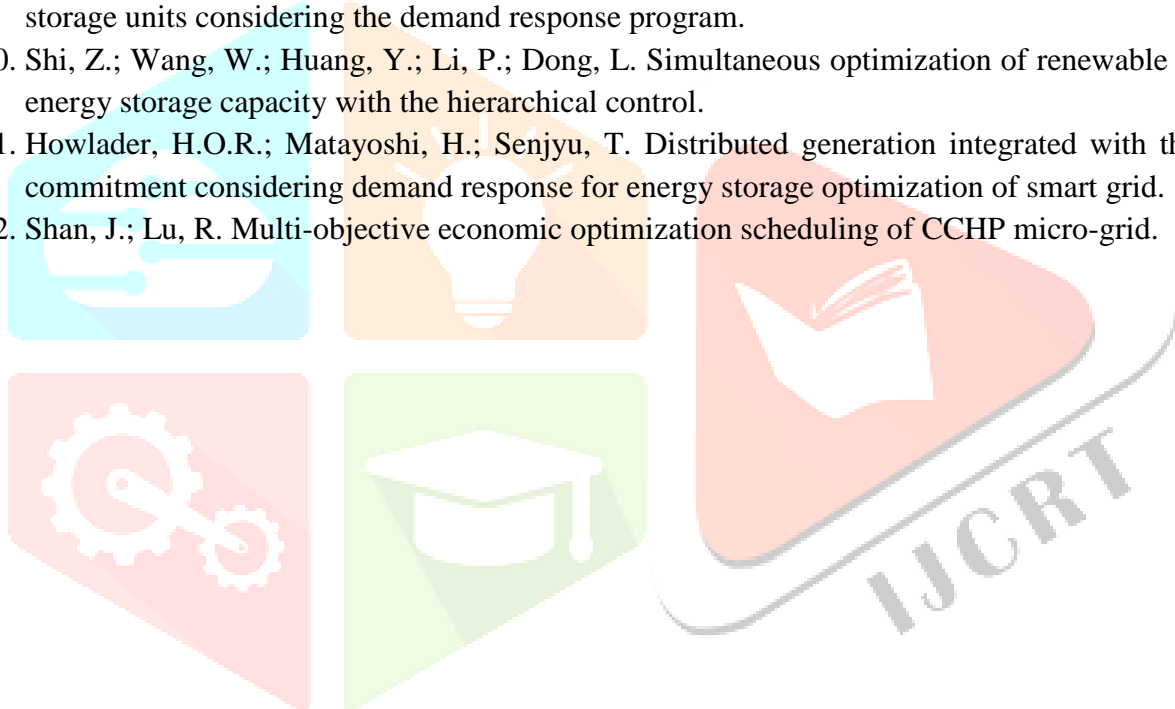 storage units considering the demand response program.
0. Shi, Z.; Wang, W.; Huang, Y.; Li, P.; Dong, L. Simultaneous optimization of renewable
energy storage capacity with the hierarchical control.
1. Howlader, H.O.R.; Matayoshi, H.; Senjyu, T. Distributed generation integrated with th
commitment considering demand response for energy storage optimization of smart grid.
2. Shan, J.; Lu, R. Multi-objective economic optimization scheduling of CCHP micro-grid.
IJCRT